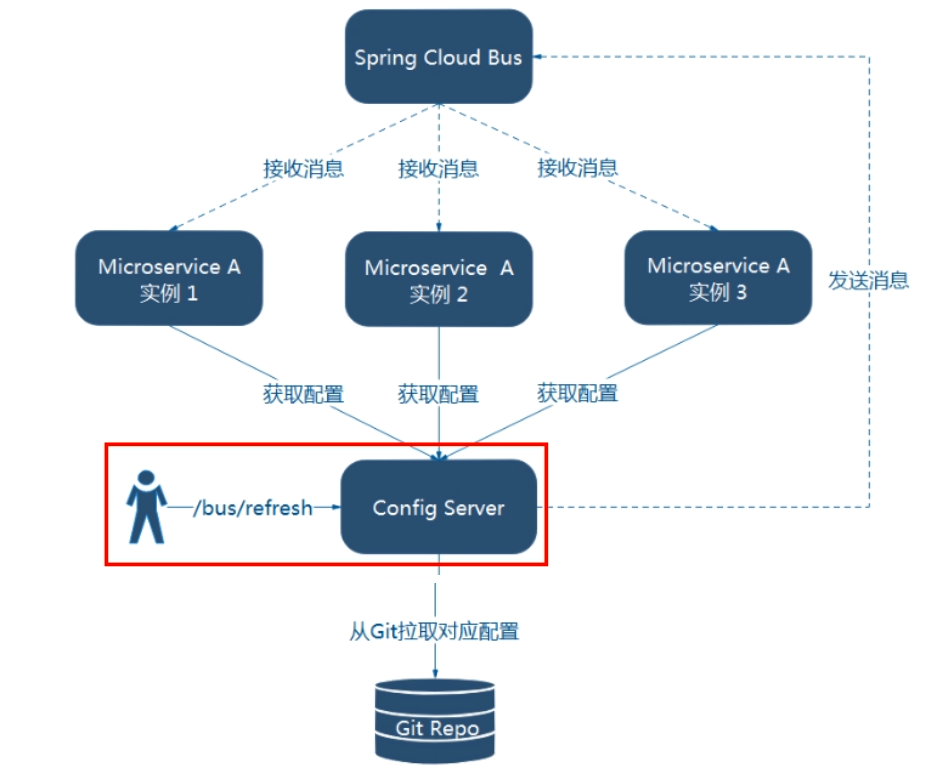 Spring Cloud Bus
接收消息
接收消息
接收消息
Microservice A
实例 1
Microservice A
实例 2
Microservice A
实例 3
发送消息
获取配置
获取配置
获取配置
/bus/refresh
Config Server
从Git拉取对应配置
Git Repo